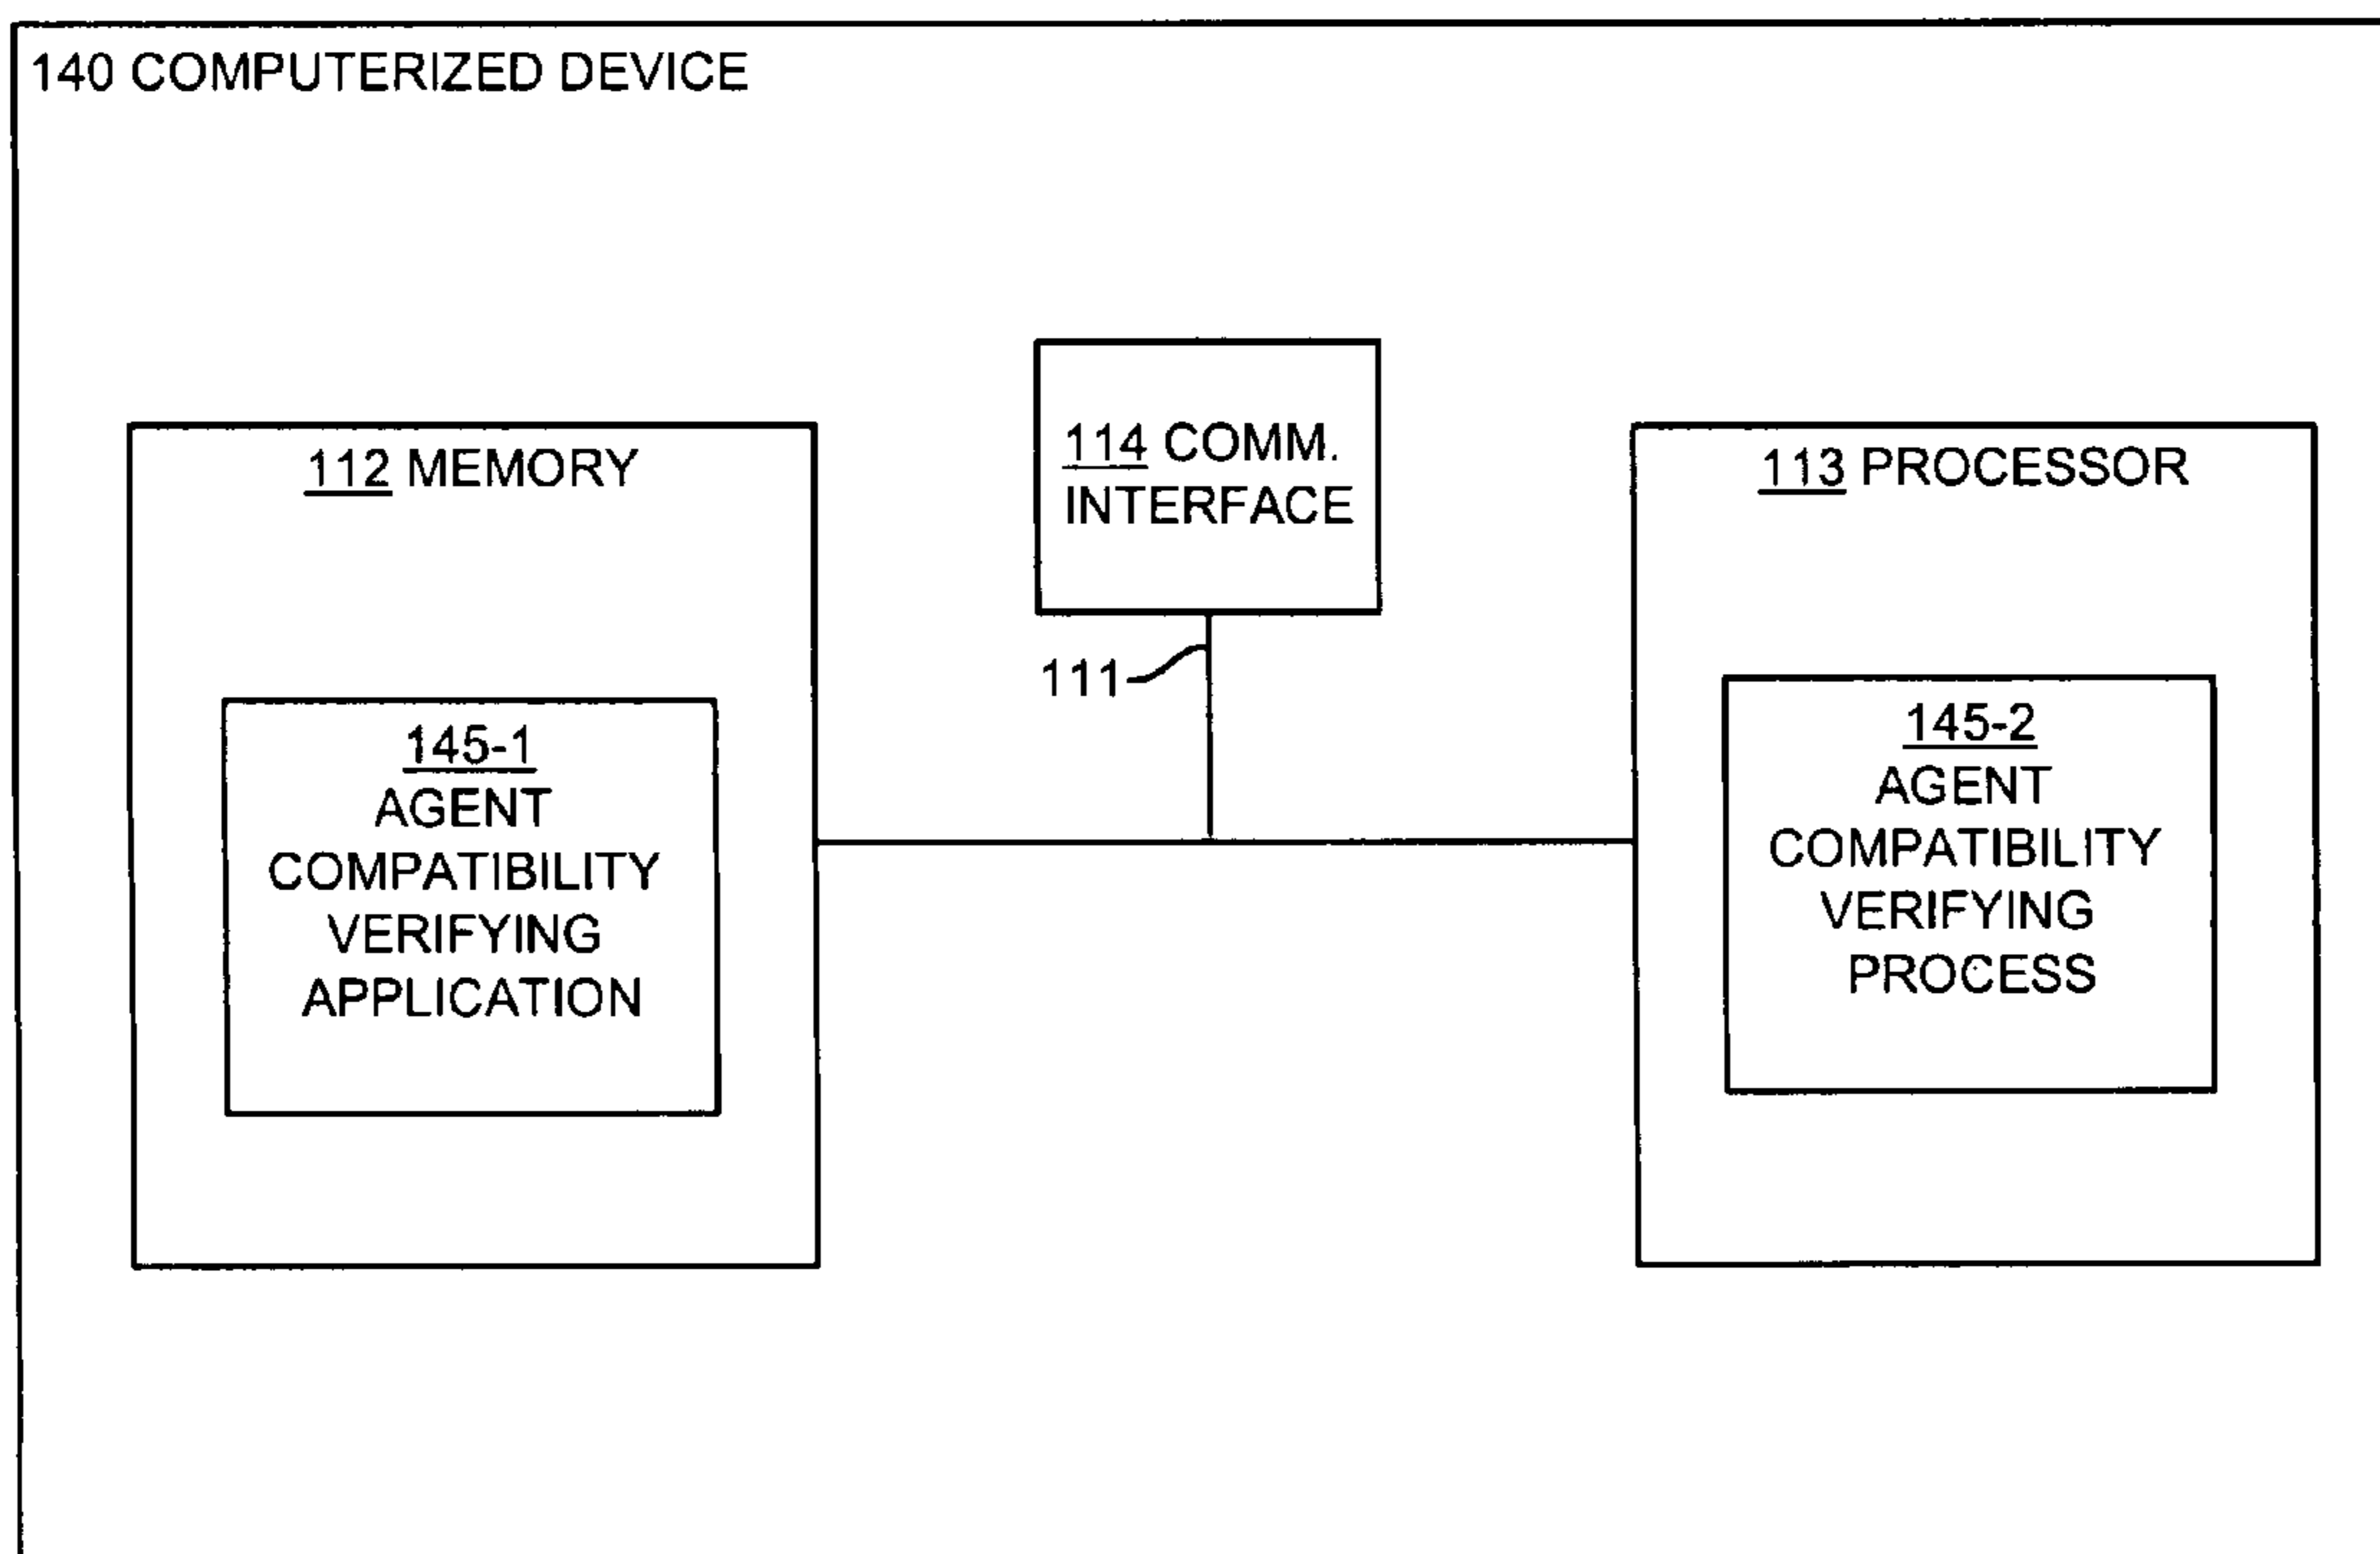 140 COMPUTERIZED DEVICE
114 COMM.
INTERFACE
112 MEMORY
113 PROCESSOR
111
145-1
AGENT
COMPATIBILITY
VERIFYING
APPLICATION
145-2
AGENT
COMPATIBILITY
VERIFYING
PROCESS